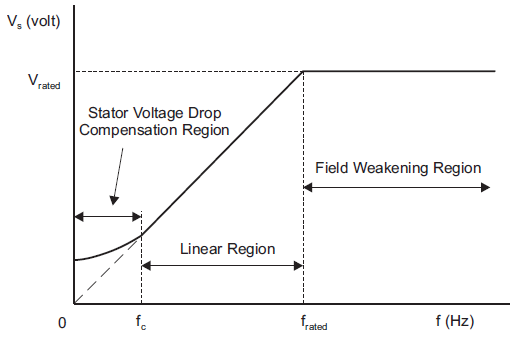 Vs (volt)
Vrated
Stator Voltage Drop
Compensation Region
Field Weakening Region
Linear Region
0
fc
frated
f (Hz)